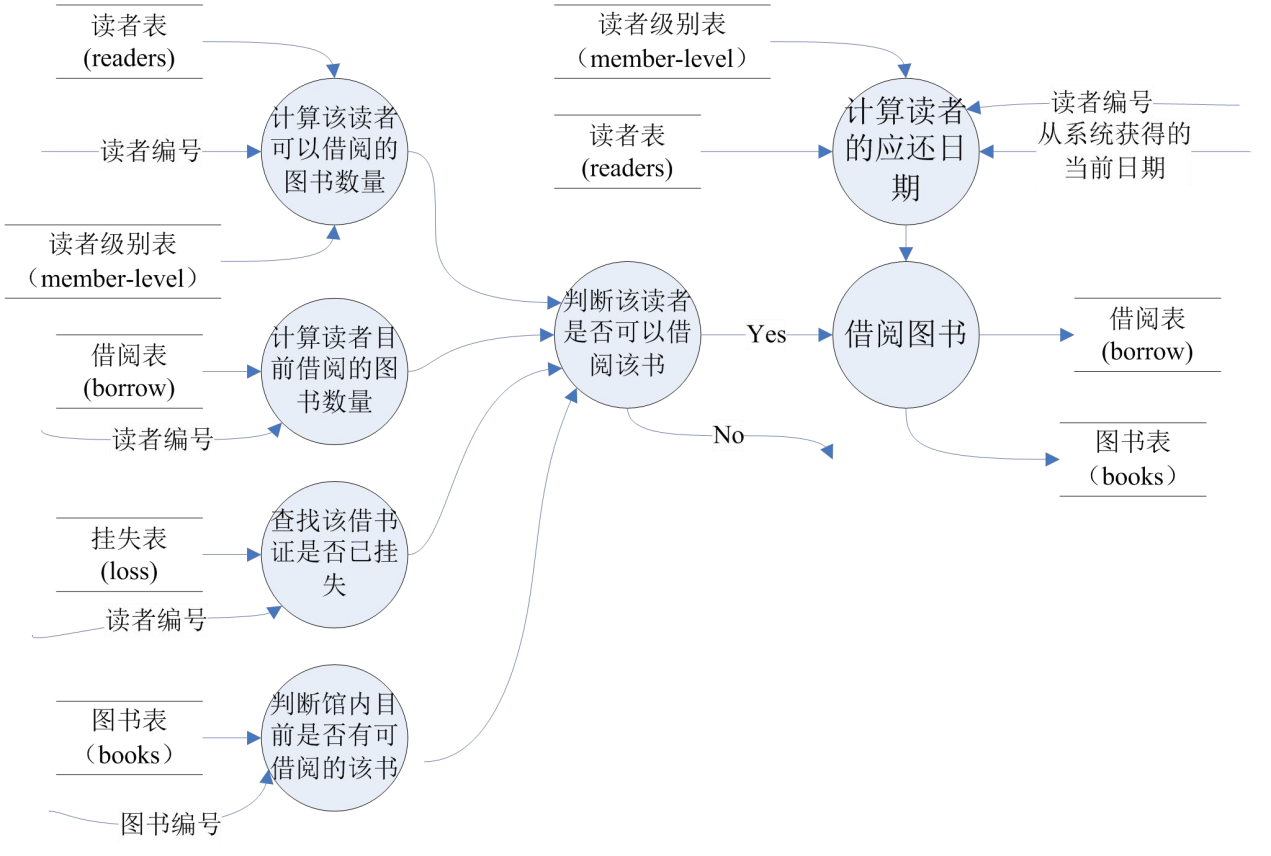 读者表
(readers)
读者编号
计算该读者
可以借阅的
图书数量
读者级别表
（member-level）
借阅表
(borrow)
读者编号
计算读者目
前借阅的图
书数量
挂失表
(loss)
读者编号
查找该借书
证是否已挂
失
图书表
（books）
图书编号
判断馆内目
前是否有可
借阅的该书
判断该读者
是否可以借
阅该书
Yes
No
读者级别表
（member-level）
读者表
(readers)
计算读者
的应还日
期
读者编号
从系统获得的
当前日期
借阅图书
借阅表
(borrow)
图书表
（books）